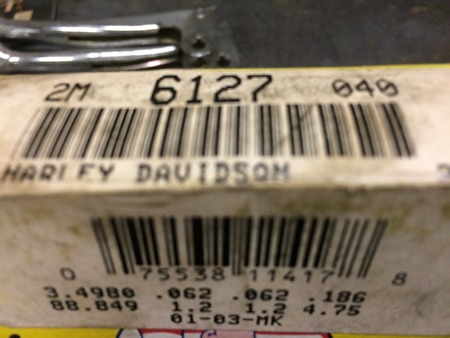 2M 6127 040
HARLEY DAVIDSON
0 75538 11417 8
3.4980 .062 .062 .186
88.849 1.2 1.2 4.75
01-03-MK